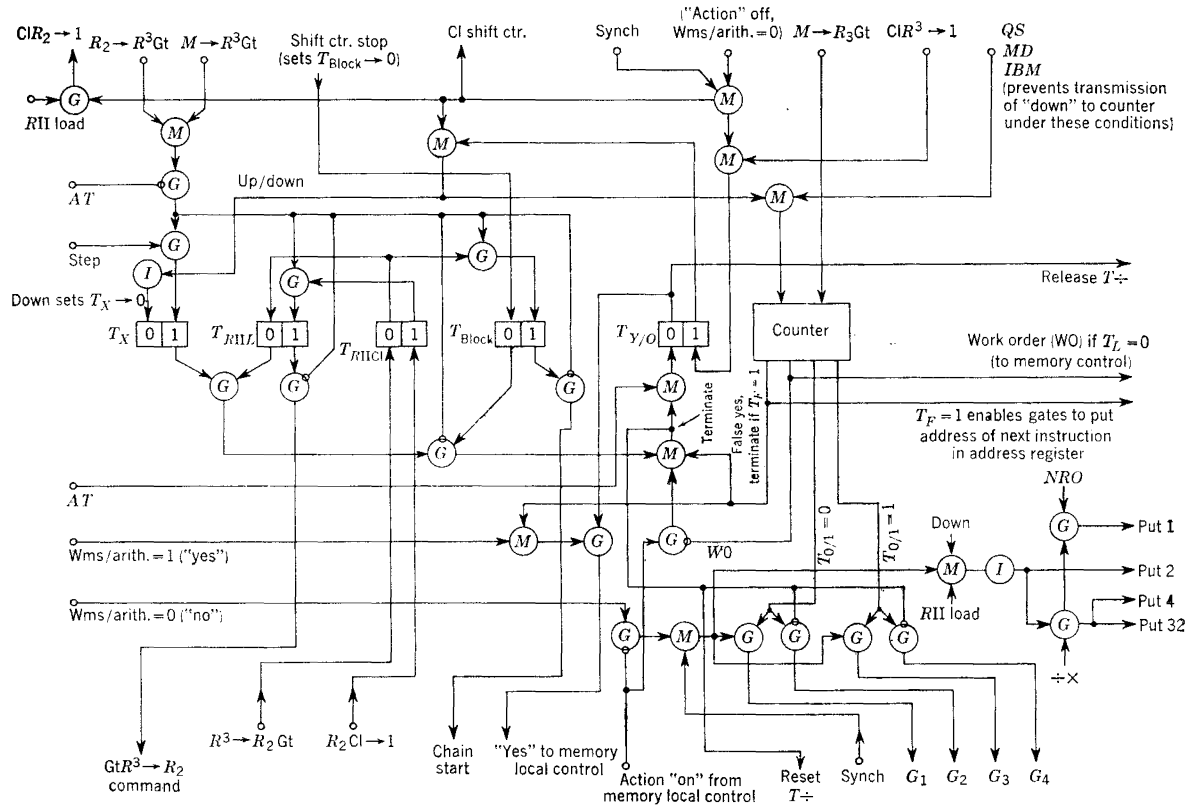 ClR₂→1
R₂→R³Gt
M→R³Gt
Shift ctr. stop
(sets T_Block→0)
Cl shift ctr.
Synch
("Action" off,
Wms/arith.=0)
M→R₃Gt
ClR³→1
QS
MD
IBM
(prevents transmission
of "down" to counter
under these conditions)
G
RII load
M
M
M
M
G
AT
Up/down
M
G
Step
G
I
G
Down sets T_X→0
Release T÷
T_X 0 1
T_RIIL 0 1
T_RIICl 0 1
T_Block 0 1
T_Y/O 0 1
Counter
Work order (WO) if T_L=0
(to memory control)
G
G
G
M
Terminate
False yes,
terminate if T_F=1
T_F=1 enables gates to put
address of next instruction
in address register
G
M
AT
NRO
M
G
G
W0
T_0/1=0
T_0/1=1
Down
G
Put 1
Wms/arith.=1 ("yes")
M
I
Put 2
Wms/arith.=0 ("no")
RII load
Put 4
G
M
G
G
G
G
G
Put 32
÷X
R³→R₂Gt
R₂Cl→1
GtR³→R₂
command
Chain
start
"Yes" to memory
local control
Action "on" from
memory local control
Reset
T÷
Synch
G₁
G₂
G₃
G₄